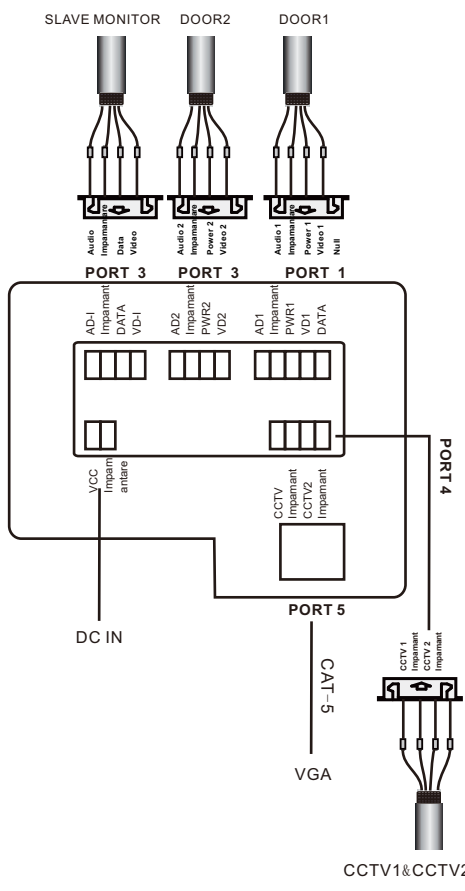 SLAVE MONITOR
DOOR2
DOOR1
Audio
Impamantare
Data
Video
Audio 2
Impamantare
Power 2
Video 2
Audio 1
Impamantare
Power 1
Video 1
Null
PORT 3
PORT 3
PORT 1
AD-I
Impamant
DATA
VD-I
AD2
Impamant
PWR2
VD2
AD1
Impamant
PWR1
VD1
DATA
VCC
Impam
antare
CCTV
Impamant
CCTV2
Impamant
PORT 4
PORT 5
DC IN
CAT-5
VGA
CCTV 1
Impamant
CCTV 2
Impamant
CCTV1&CCTV2